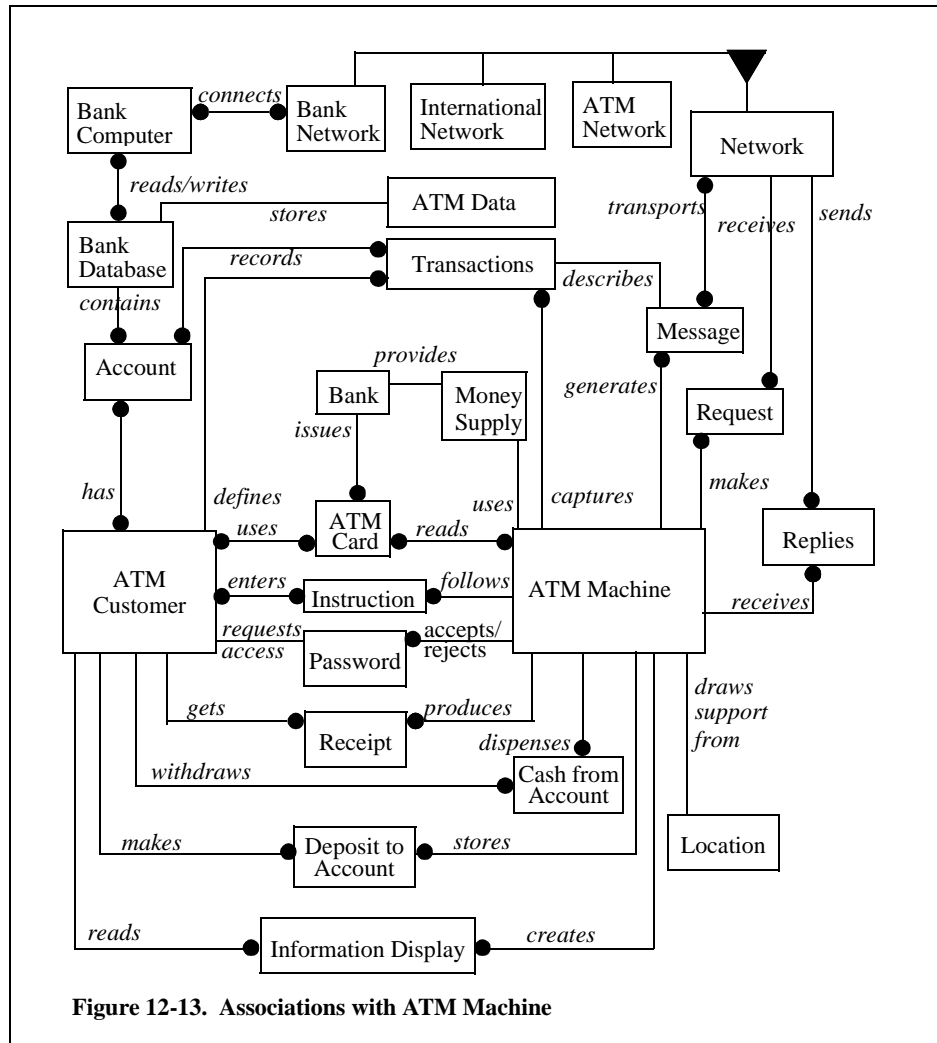 connects
Bank
Computer
Bank
Network
International
Network
ATM
Network
Network
reads/writes
stores
ATM Data
transports
receives
sends
Bank
Database
records
Transactions
describes
contains
Message
Account
provides
generates
Bank
Money
Supply
Request
issues
has
defines
uses
captures
makes
uses
ATM
Card
reads
Replies
ATM
Customer
ATM Machine
enters
Instruction
follows
receives
requests
access
Password
accepts/
rejects
draws
support
from
gets
Receipt
produces
dispenses
withdraws
Cash from
Account
makes
Deposit to
Account
stores
Location
reads
Information Display
creates
Figure 12-13. Associations with ATM Machine